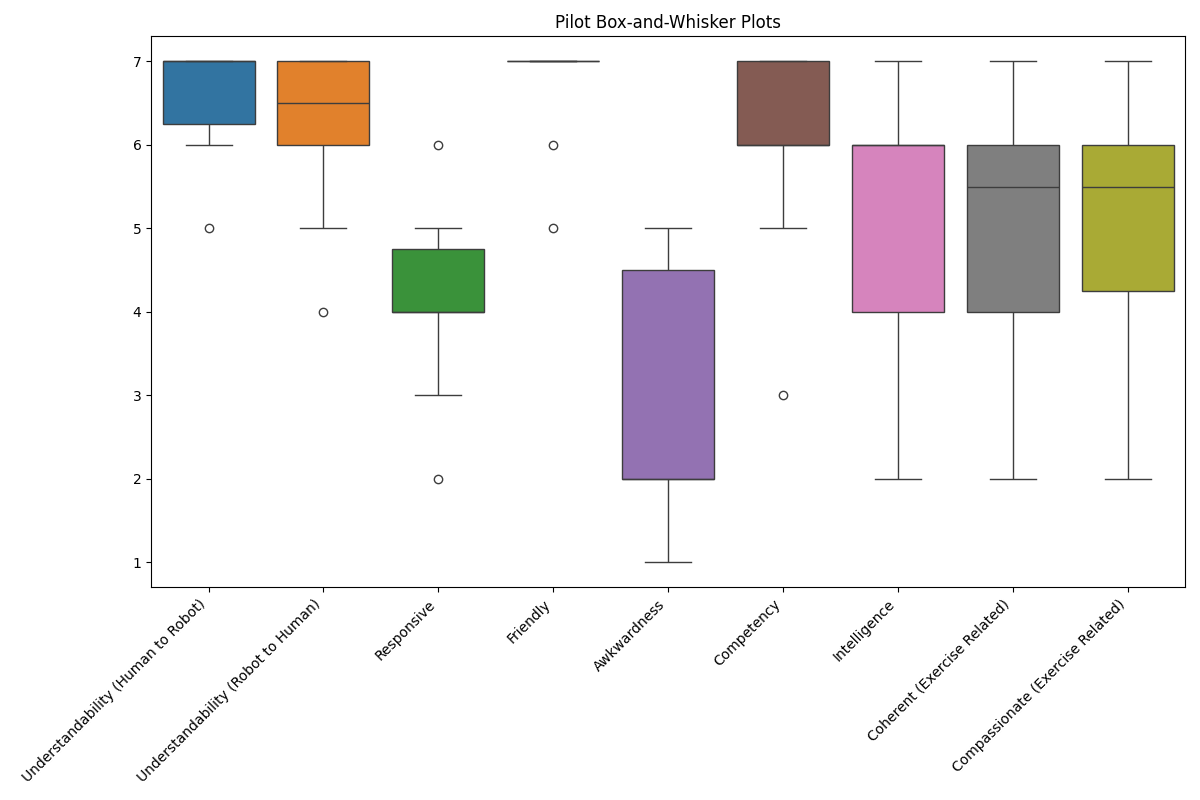 Pilot Box-and-Whisker Plots
7
6
5
4
3
2
1
Understandability (Human to Robot)
Understandability (Robot to Human)
Responsive
Friendly
Awkwardness
Competency
Intelligence
Coherent (Exercise Related)
Compassionate (Exercise Related)